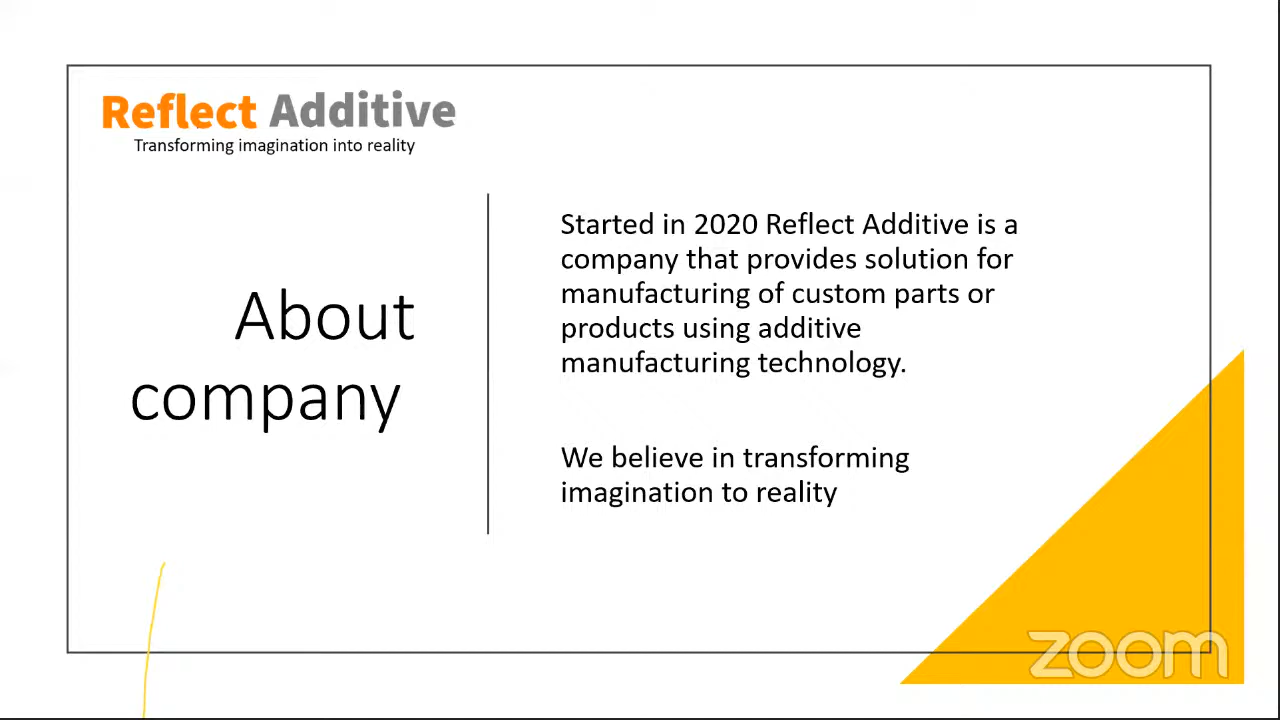 Reflect Additive
Transforming imagination into reality
About
company
Started in 2020 Reflect Additive is a
company that provides solution for
manufacturing of custom parts or
products using additive
manufacturing technology.
We believe in transforming
imagination to reality
zoom